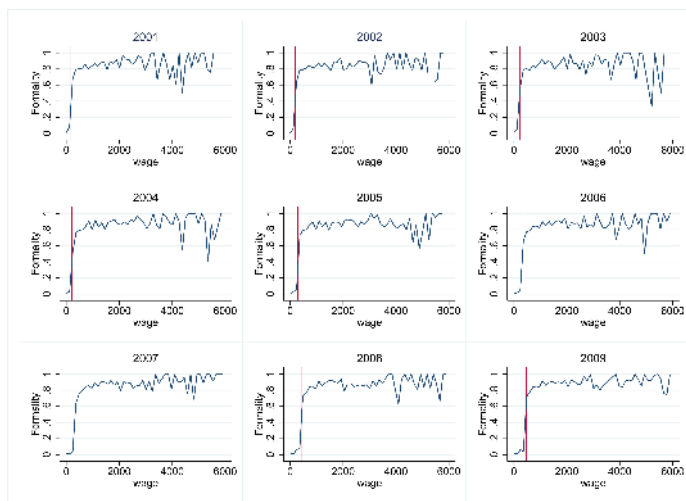 2001 2002 2003
Formality Formality Formality
0 .2 .4 .6 .8 1 0 .2 .4 .6 .8 1 0 .2 .4 .6 .8 1
0 2000 4000 6000 0 2000 4000 6000 0 2000 4000 6000
wage wage wage
2004 2005 2006
Formality Formality Formality
0 .2 .4 .6 .8 1 0 .2 .4 .6 .8 1 0 .2 .4 .6 .8 1
0 2000 4000 6000 0 2000 4000 6000 0 2000 4000 6000
wage wage wage
2007 2008 2009
Formality Formality Formality
0 .2 .4 .6 .8 1 0 .2 .4 .6 .8 1 0 .2 .4 .6 .8 1
0 2000 4000 6000 0 2000 4000 6000 0 2000 4000 6000
wage wage wage